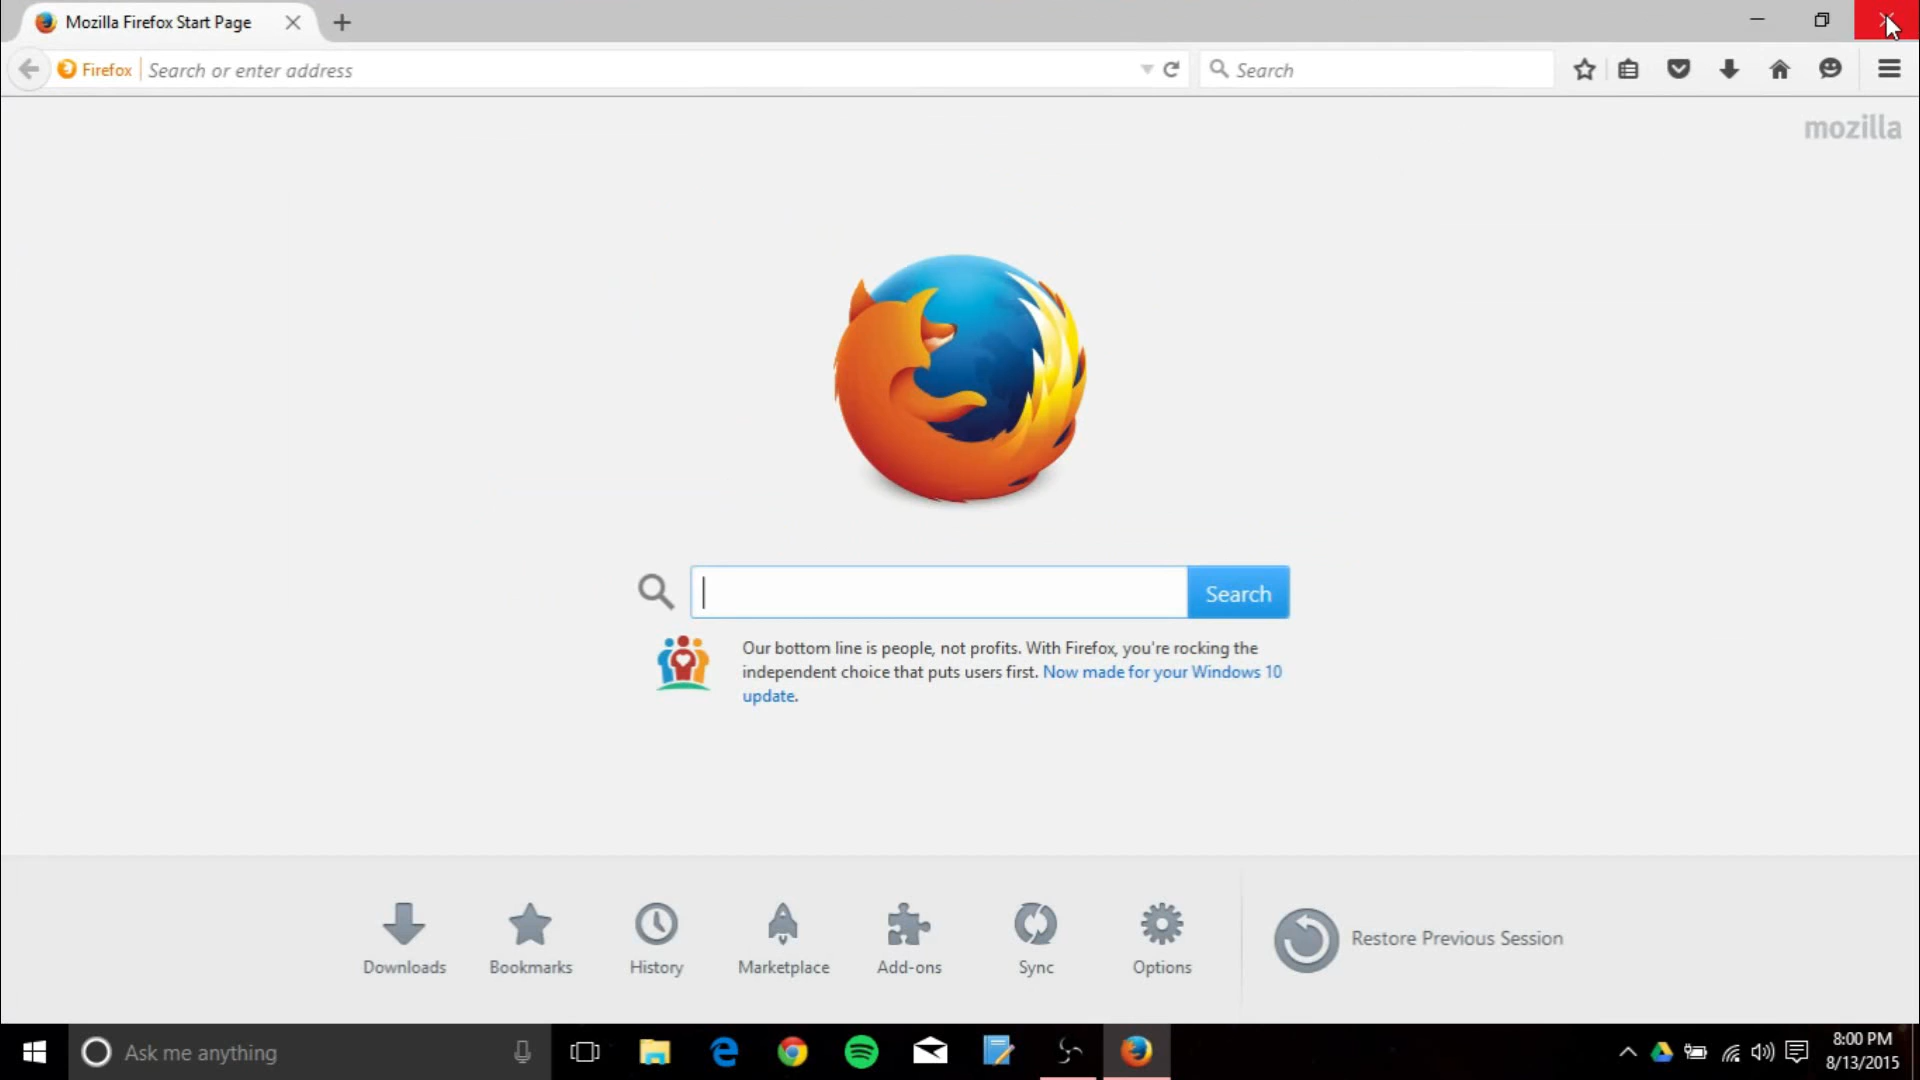 Mozilla Firefox Start Page
Firefox Search or enter address
Search
mozilla
Search
Our bottom line is people, not profits. With Firefox, you're rocking the
independent choice that puts users first. Now made for your Windows 10
update.
Downloads
Bookmarks
History
Marketplace
Add-ons
Sync
Options
Restore Previous Session
Ask me anything
8:00 PM
8/13/2015